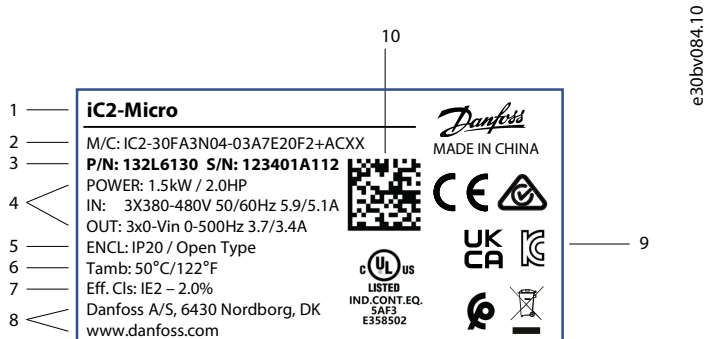 e30bv084.10
10
1
iC2-Micro
Danfoss
MADE IN CHINA
2
M/C: IC2-30FA3N04-03A7E20F2+ACXX
3
P/N: 132L6130 S/N: 123401A112
4
POWER: 1.5kW / 2.0HP
IN: 3X380-480V 50/60Hz 5.9/5.1A
OUT: 3x0-Vin 0-500Hz 3.7/3.4A
CE
5
ENCL: IP20 / Open Type
6
Tamb: 50°C/122°F
7
Eff. Cls: IE2 – 2.0%
8
Danfoss A/S, 6430 Nordborg, DK
www.danfoss.com
c UL US
LISTED
IND.CONT.EQ.
5AF3
E358502
UK
CA
9